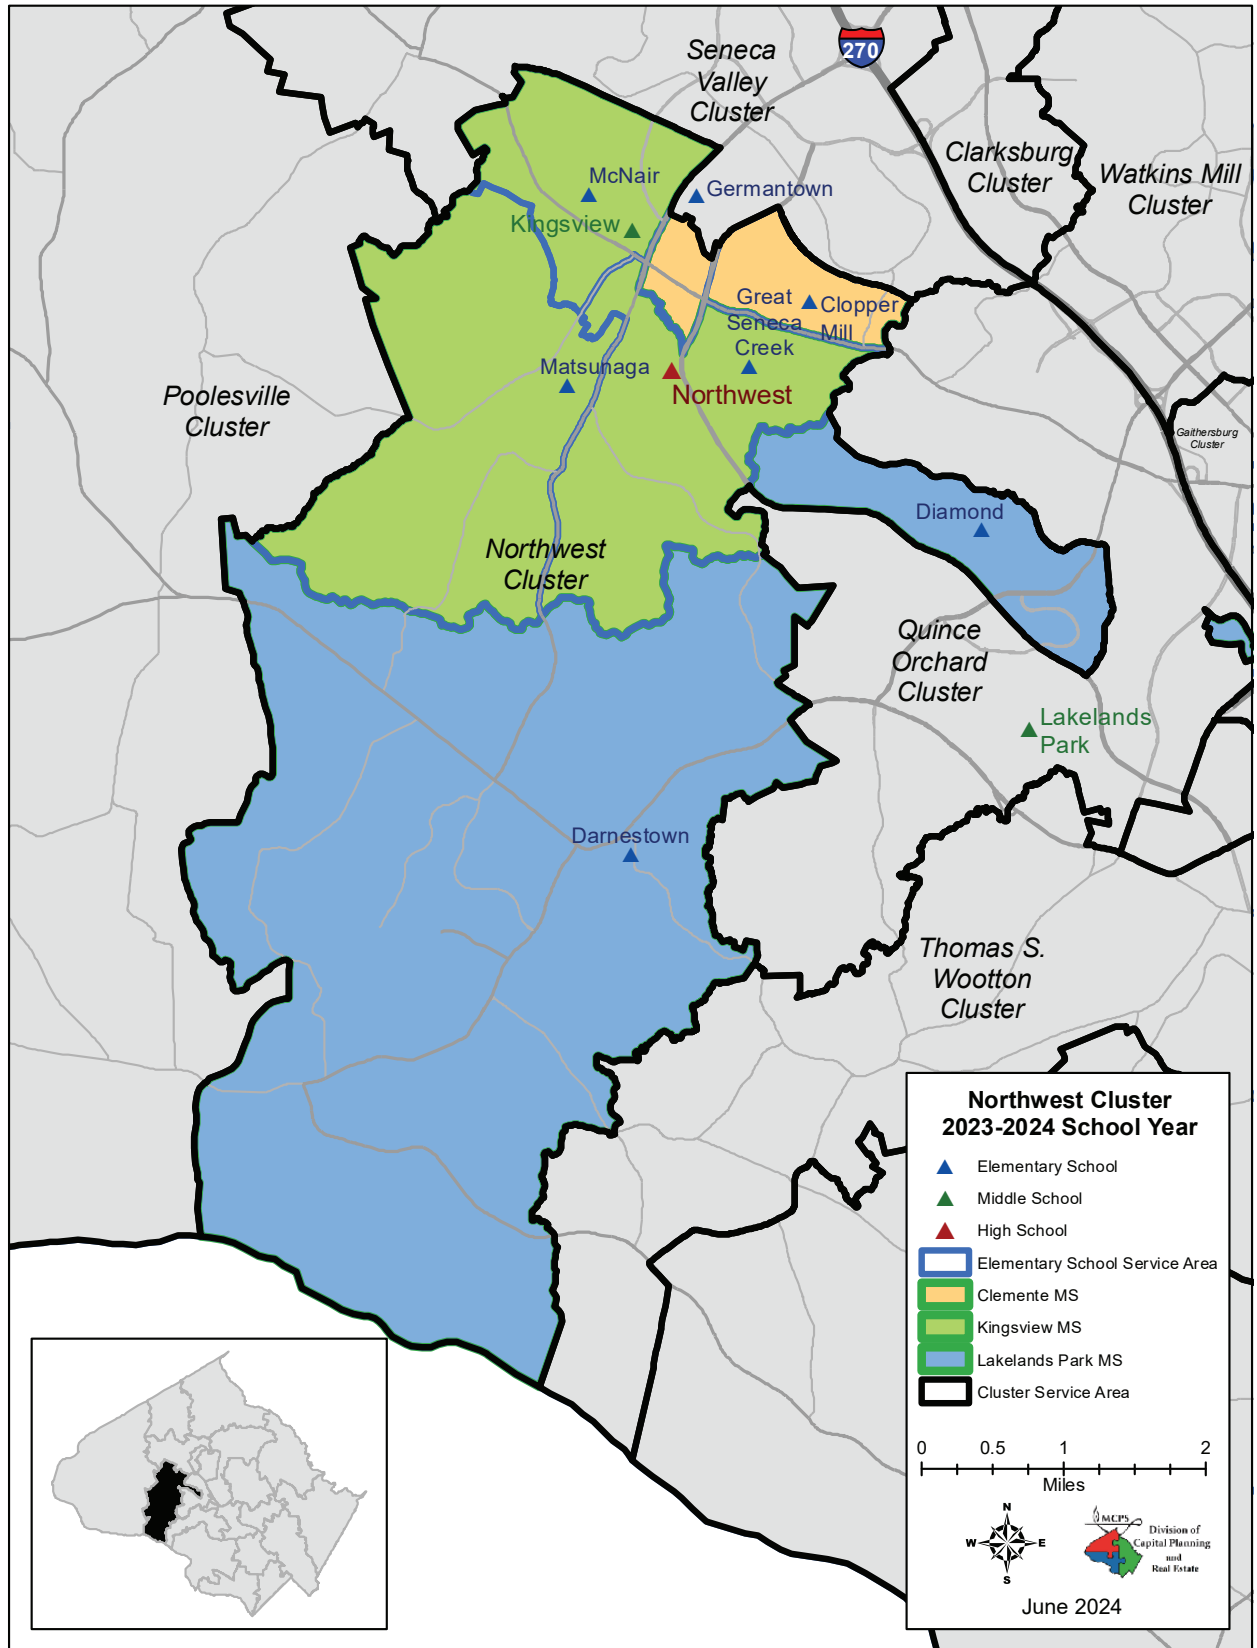 270
Seneca
Valley
Cluster
Clarksburg
Cluster
Watkins Mill
Cluster
McNair
Germantown
Kingsview
Great
Seneca
Creek
Clopper
Mill
Matsunaga
Northwest
Poolesville
Cluster
Gaithersburg
Cluster
Diamond
Northwest
Cluster
Quince
Orchard
Cluster
Lakelands
Park
Darnestown
Thomas S.
Wootton
Cluster
Northwest Cluster
2023-2024 School Year
Elementary School
Middle School
High School
Elementary School Service Area
Clemente MS
Kingsview MS
Lakelands Park MS
Cluster Service Area
0 0.5 1 2
Miles
N
W E
S
MCPS
Division of
Capital Planning
and
Real Estate
June 2024